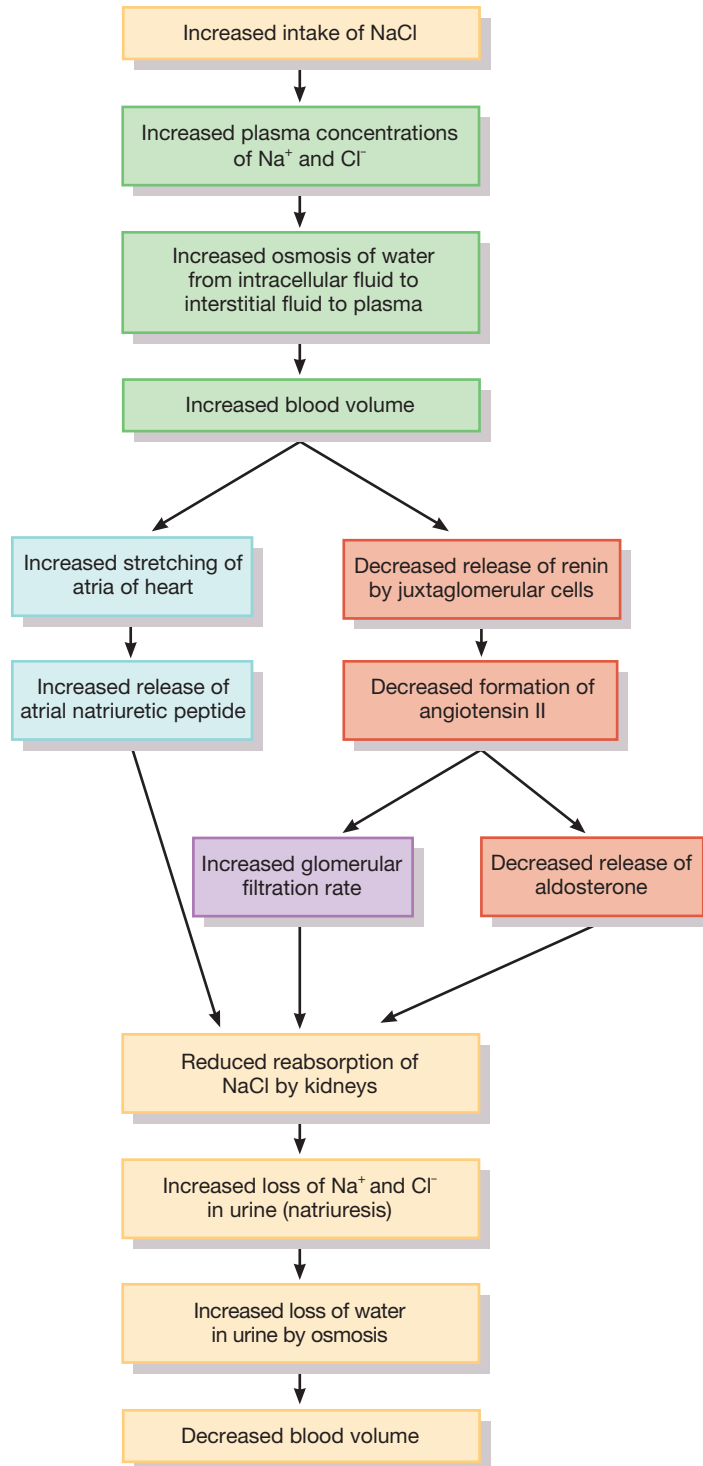 Increased intake of NaCl
Increased plasma concentrations
of Na⁺ and Cl⁻
Increased osmosis of water
from intracellular fluid to
interstitial fluid to plasma
Increased blood volume
Increased stretching of
atria of heart
Decreased release of renin
by juxtaglomerular cells
Increased release of
atrial natriuretic peptide
Decreased formation of
angiotensin II
Increased glomerular
filtration rate
Decreased release of
aldosterone
Reduced reabsorption of
NaCl by kidneys
Increased loss of Na⁺ and Cl⁻
in urine (natriuresis)
Increased loss of water
in urine by osmosis
Decreased blood volume